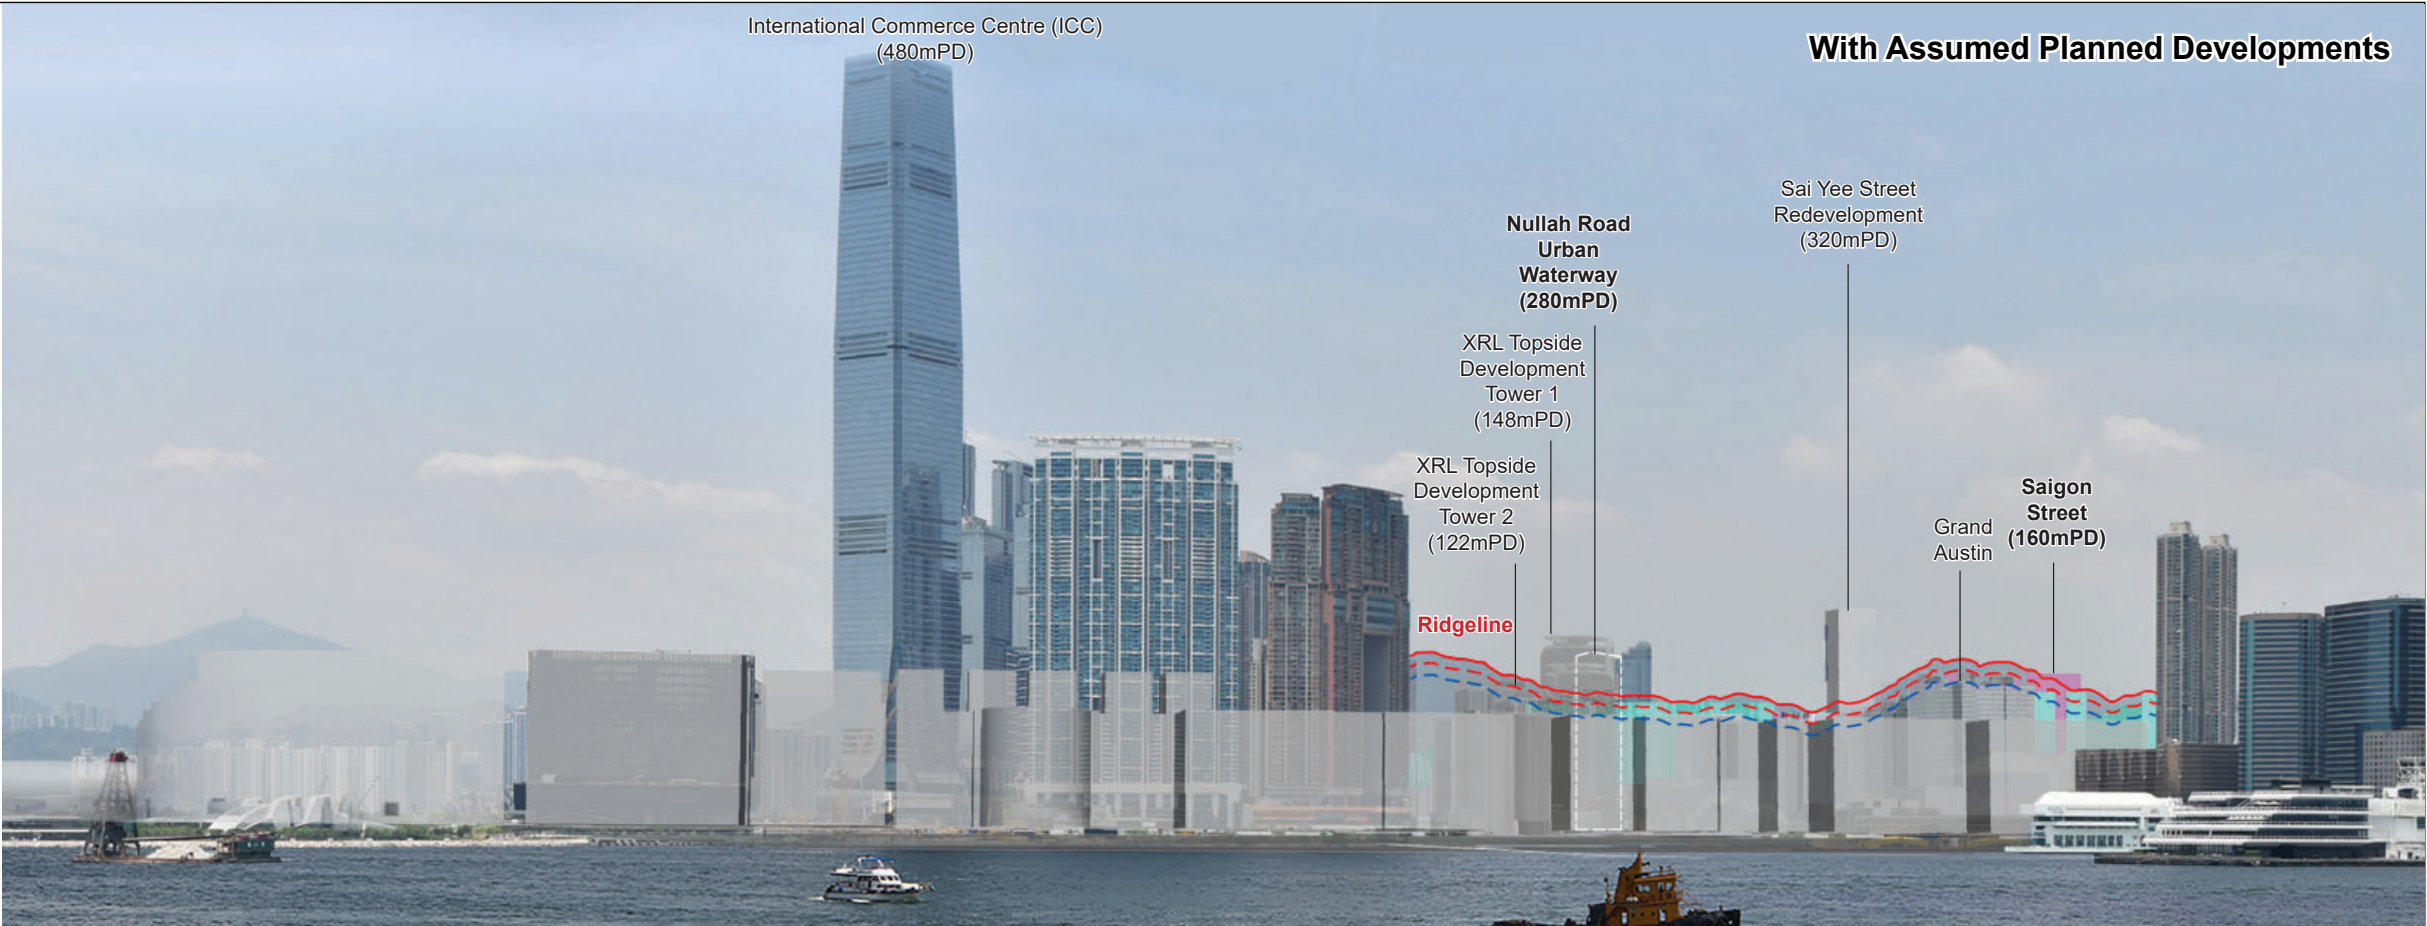 International Commerce Centre (ICC)
(480mPD)
With Assumed Planned Developments
Sai Yee Street
Redevelopment
(320mPD)
Nullah Road
Urban
Waterway
(280mPD)
XRL Topside
Development
Tower 1
(148mPD)
XRL Topside
Development
Tower 2
(122mPD)
Saigon
Street
(160mPD)
Grand
Austin
Ridgeline